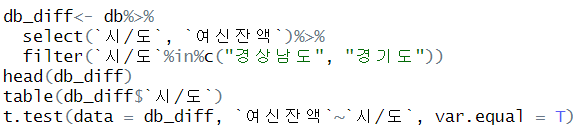 db_diff<- db%>%
  select(`시/도`, `여신잔액`)%>%
  filter(`시/도`%in%c("경상남도", "경기도"))
head(db_diff)
table(db_diff$`시/도`)
t.test(data = db_diff, `여신잔액`~`시/도`, var.equal = T)